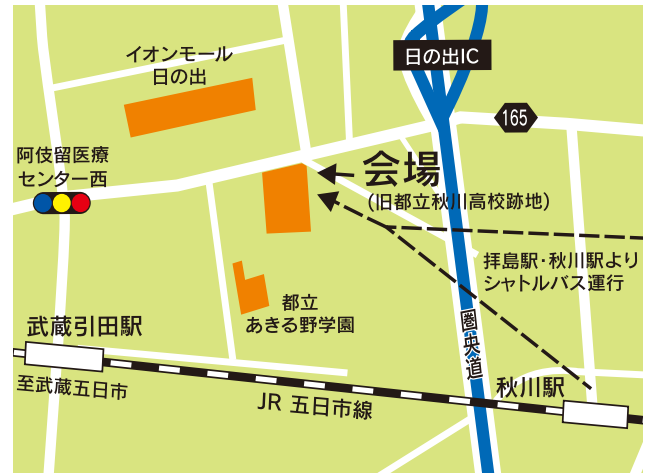 イオンモール
日の出
日の出IC
165
阿伎留医療
センター西
会場
(旧都立秋川高校跡地)
拝島駅・秋川駅より
シャトルバス運行
都立
あきる野学園
武蔵引田駅
圏央道
至武蔵五日市
JR 五日市線
秋川駅